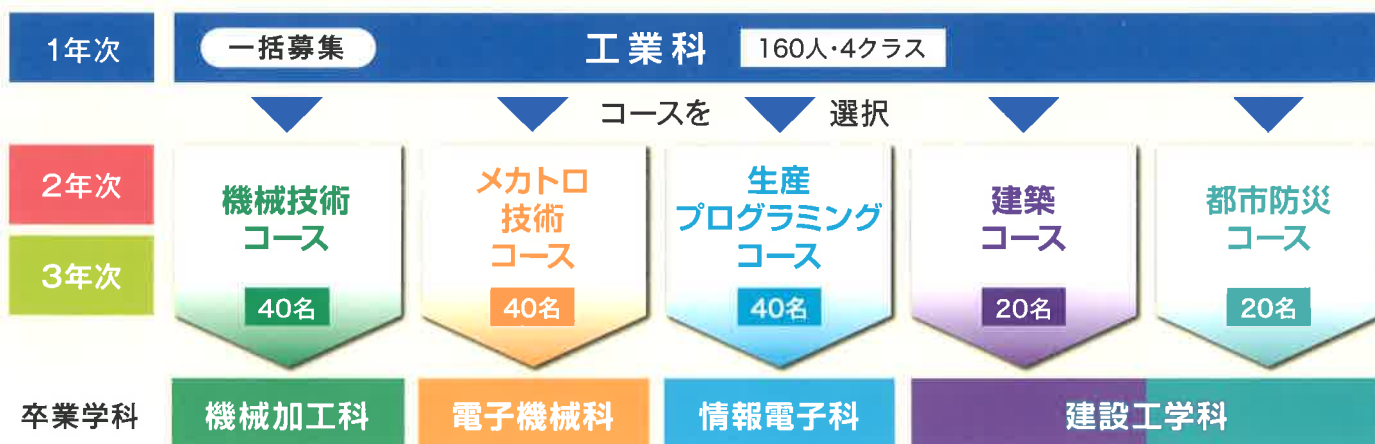 1年次
一括募集
工業科
160人・4クラス
コースを 選択
2年次
3年次
機械技術
コース
40名
メカトロ
技術
コース
40名
生産
プログラミング
コース
40名
建築
コース
20名
都市防災
コース
20名
卒業学科
機械加工科
電子機械科
情報電子科
建設工学科